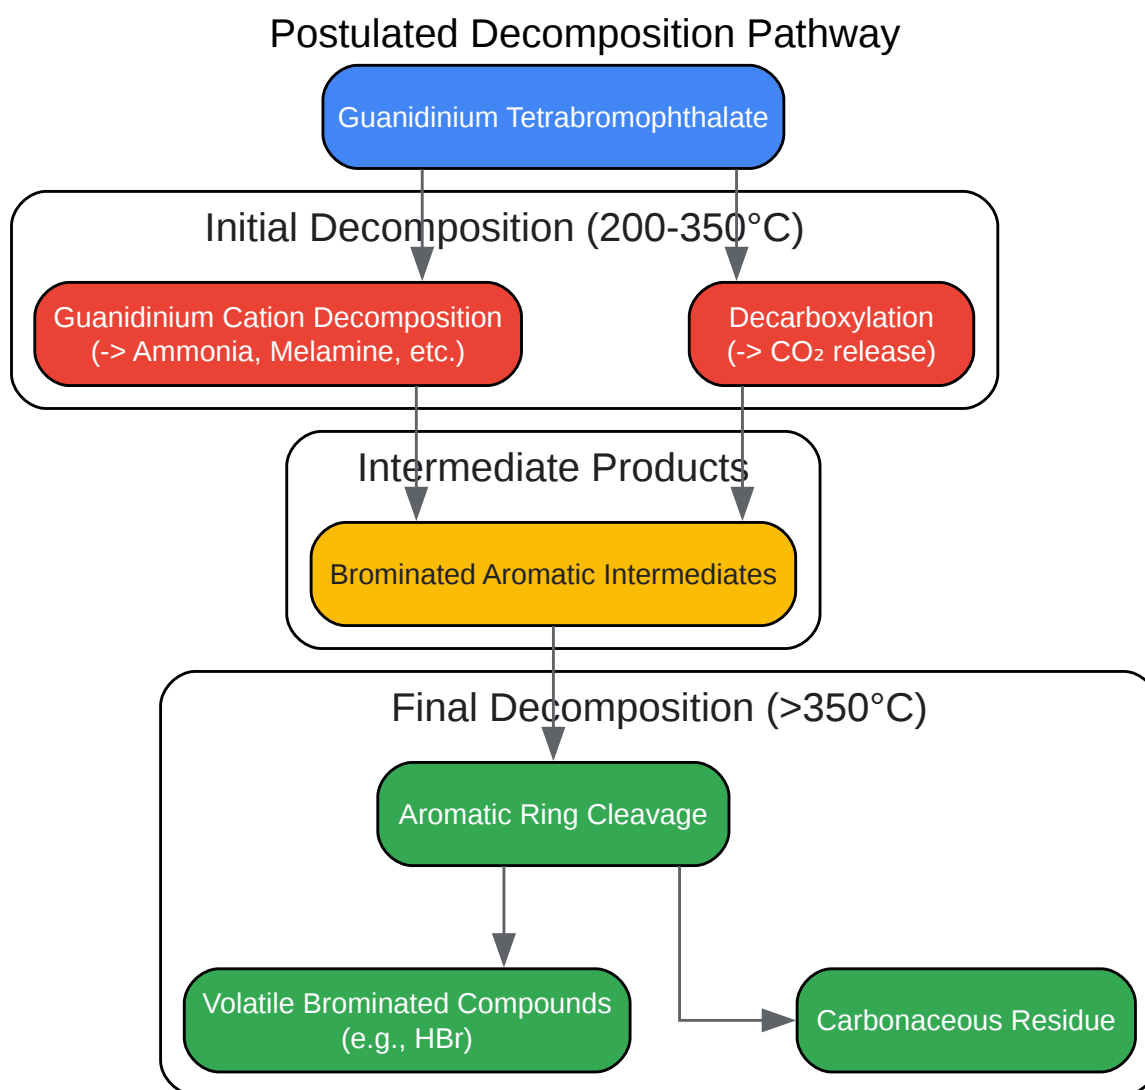 Postulated Decomposition Pathway
Guanidinium Tetrabromophthalate
Initial Decomposition (200-350°C)
Guanidinium Cation Decomposition
(-> Ammonia, Melamine, etc.)
Decarboxylation
(-> CO₂ release)
Intermediate Products
Brominated Aromatic Intermediates
Final Decomposition (>350°C)
Aromatic Ring Cleavage
Volatile Brominated Compounds
(e.g., HBr)
Carbonaceous Residue